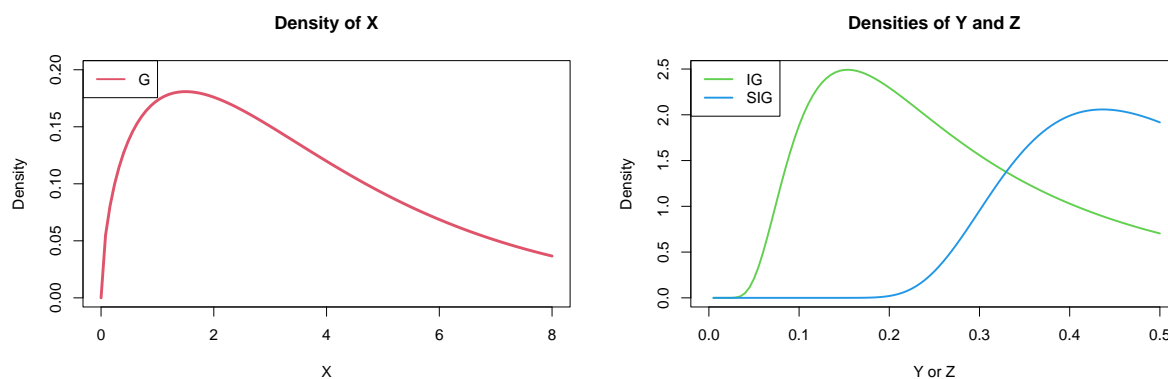 Density of X
G
0.00
0.05
0.10
0.15
0.20
Density
0 2 4 6 8
X
Densities of Y and Z
IG
SIG
0.0
0.5
1.0
1.5
2.0
2.5
Density
0.0 0.1 0.2 0.3 0.4 0.5
Y or Z